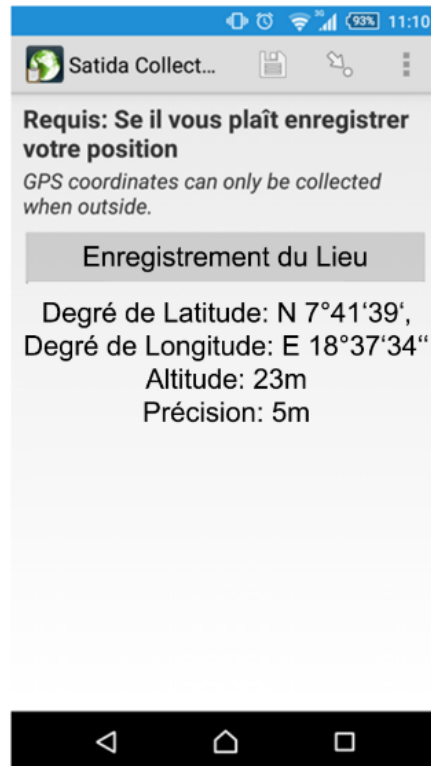 3G 93% 11:10
Satida Collect...
Requis: Se il vous plaît enregistrer
votre position
GPS coordinates can only be collected
when outside.
Enregistrement du Lieu
Degré de Latitude: N 7°41‘39‘,
Degré de Longitude: E 18°37‘34“
Altitude: 23m
Précision: 5m